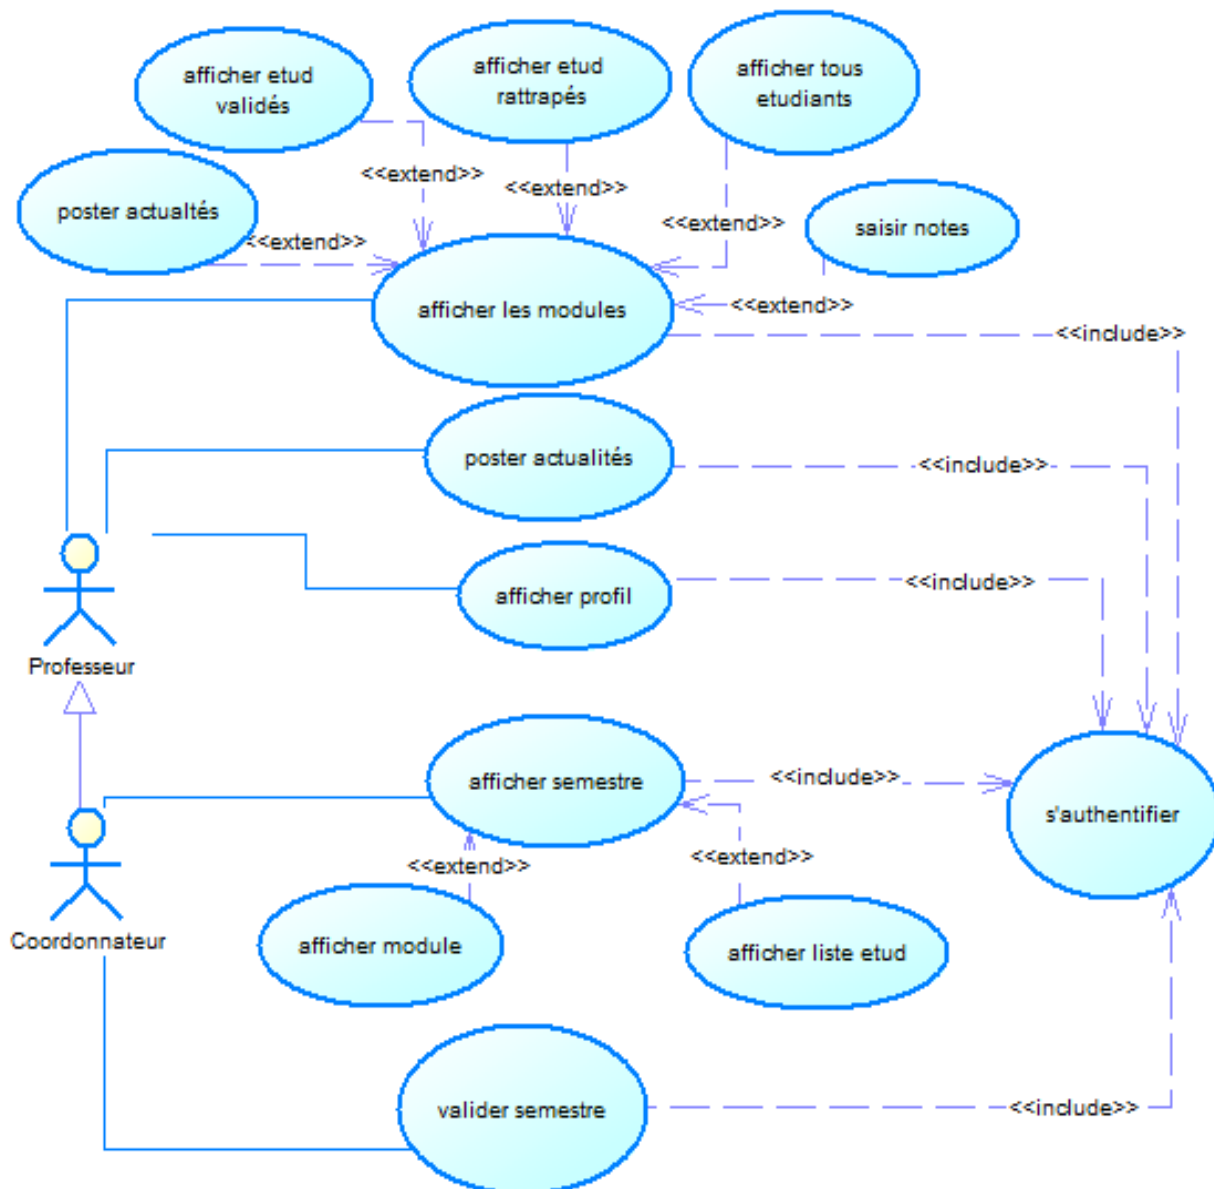 afficher etud
validés
afficher etud
rattrapés
afficher tous
etudiants
<<extend>>
<<extend>>
poster actualtés
<<extend>>
saisir notes
<<extend>>
afficher les modules
<<extend>>
<<include>>
poster actualités
<<include>>
afficher profil
<<include>>
Professeur
afficher semestre
<<include>>
s'authentifier
<<extend>>
<<extend>>
Coordonnateur
afficher module
afficher liste etud
valider semestre
<<include>>